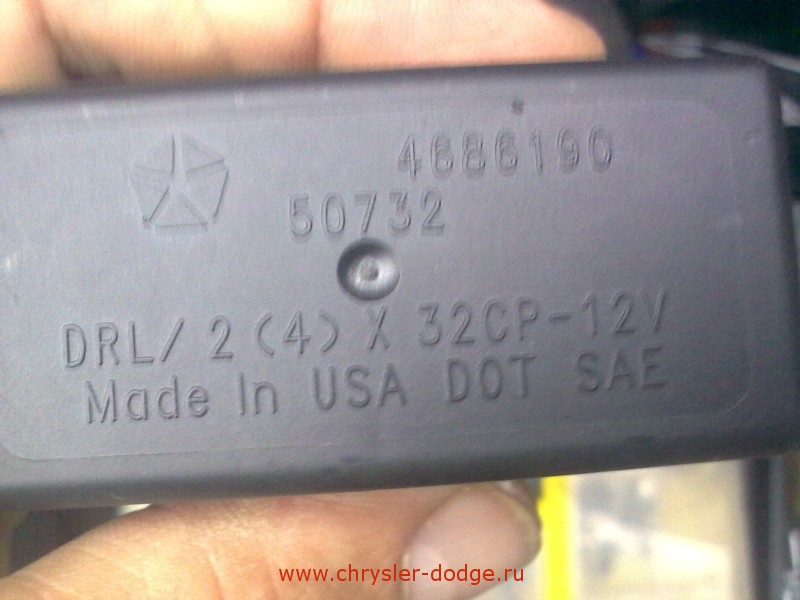 4686190
50732
DRL/ 2 (4) X 32CP-12V
Made In USA DOT SAE
www.chrysler-dodge.ru